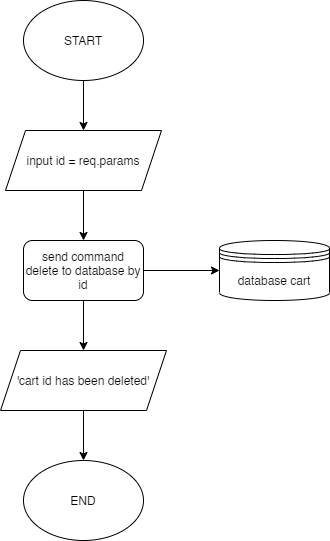 START
input id = req.params
send command
delete to database by
id
database cart
'cart id has been deleted'
END